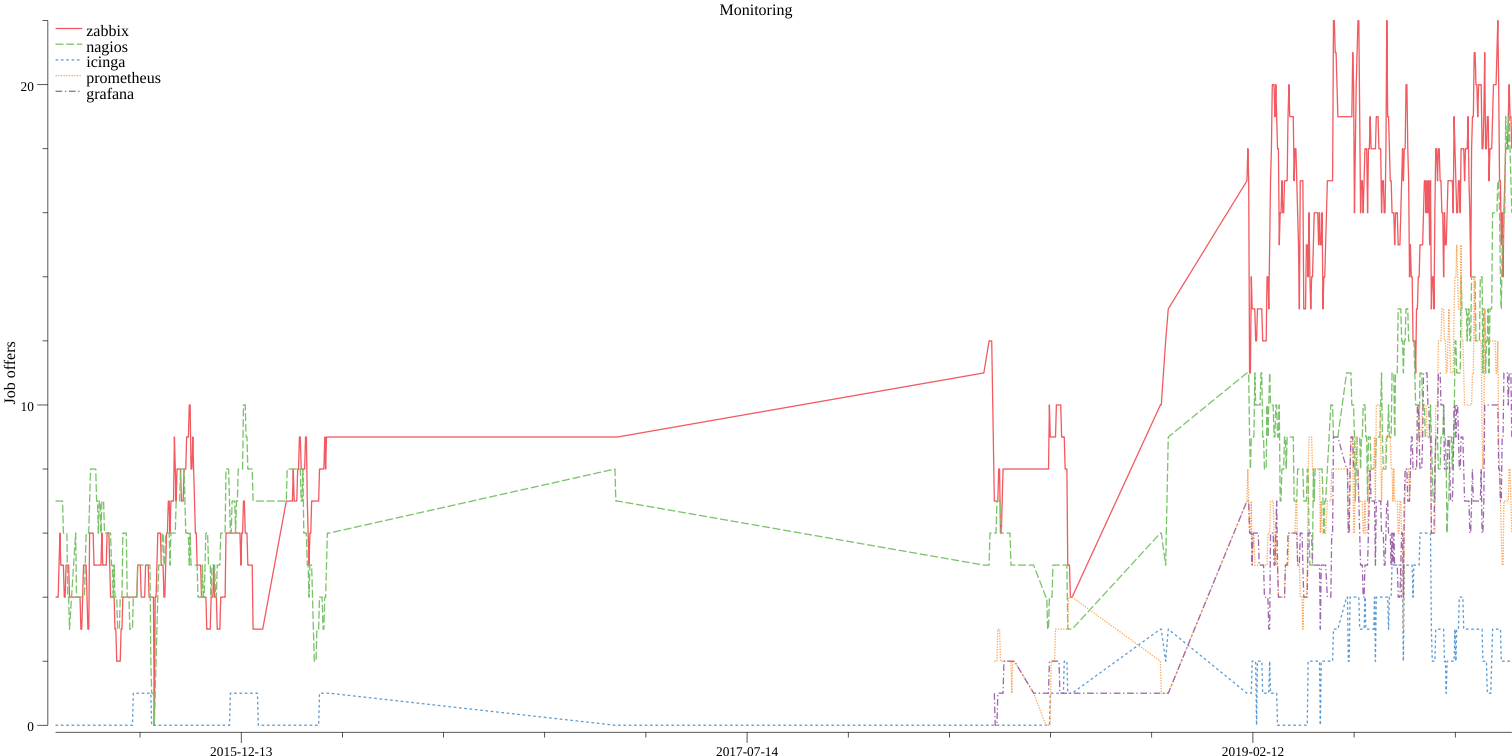 Monitoring
zabbix
nagios
icinga
prometheus
grafana
20
10
0
Job offers
2015-12-13
2017-07-14
2019-02-12